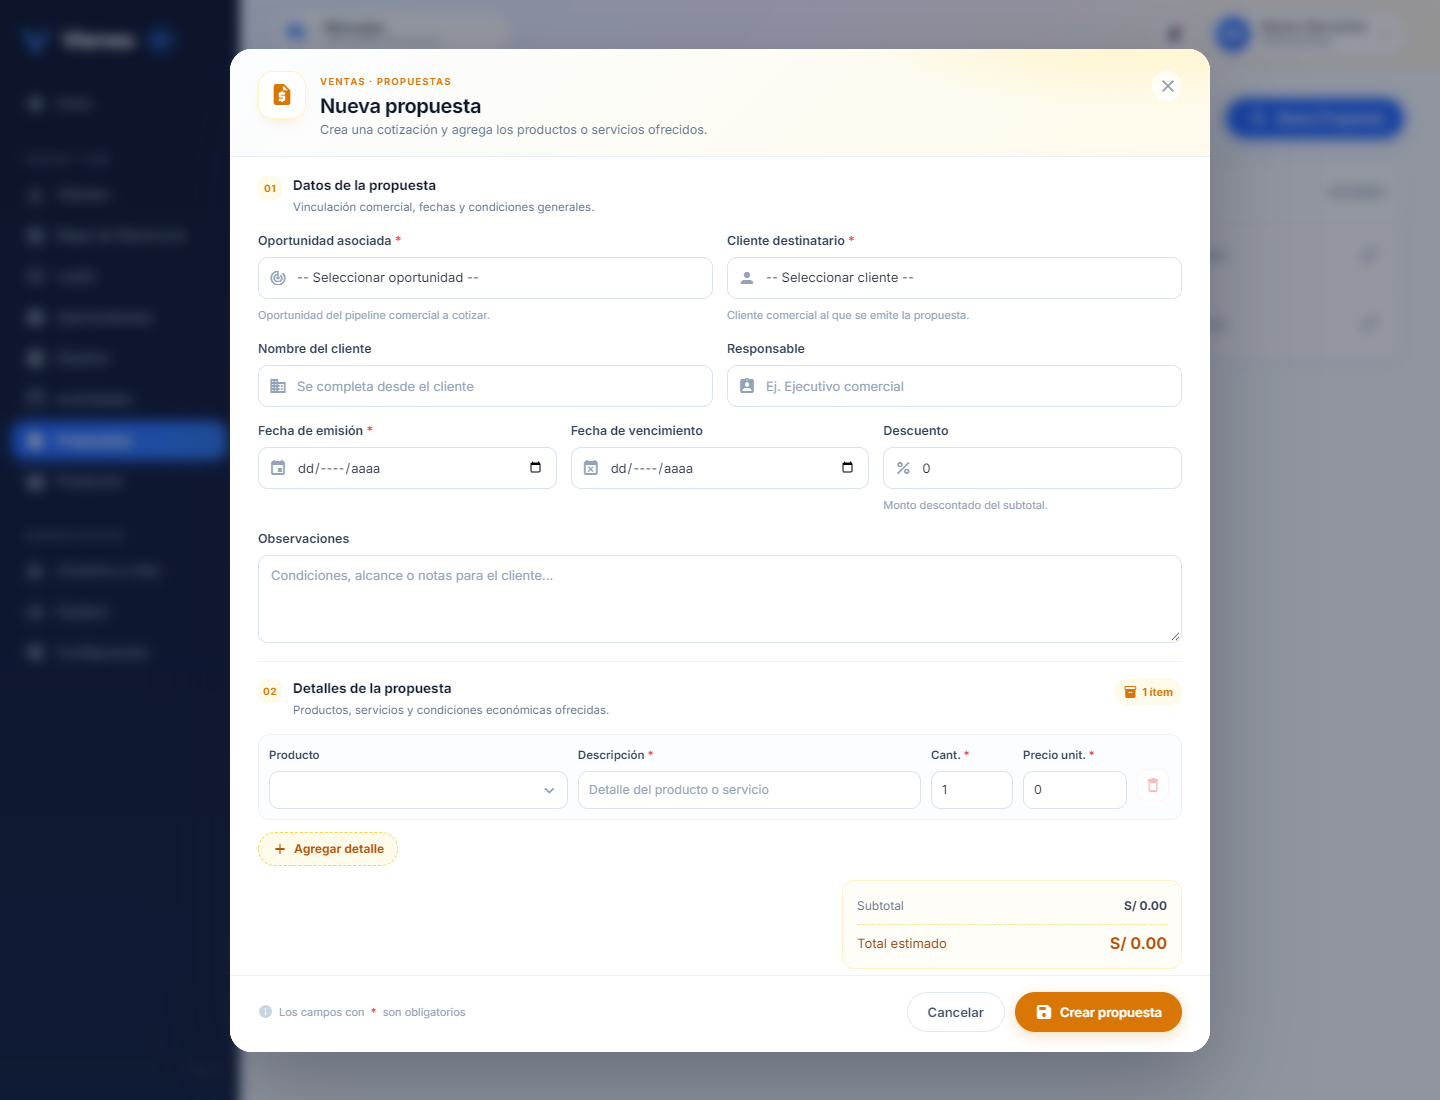 VENTAS · PROPUESTAS
Nueva propuesta
Crea una cotización y agrega los productos o servicios ofrecidos.
01 Datos de la propuesta
Vinculación comercial, fechas y condiciones generales.
Oportunidad asociada * Cliente destinatario *
-- Seleccionar oportunidad -- -- Seleccionar cliente --
Oportunidad del pipeline comercial a cotizar. Cliente comercial al que se emite la propuesta.
Nombre del cliente Responsable
Se completa desde el cliente Ej. Ejecutivo comercial
Fecha de emisión * Fecha de vencimiento Descuento
dd/----/aaaa dd/----/aaaa 0
Monto descontado del subtotal.
Observaciones
Condiciones, alcance o notas para el cliente...
02 Detalles de la propuesta 1 ítem
Productos, servicios y condiciones económicas ofrecidas.
Producto Descripción * Cant. * Precio unit. *
Detalle del producto o servicio 1 0
+ Agregar detalle
Subtotal S/ 0.00
Total estimado S/ 0.00
Los campos con * son obligatorios Cancelar Crear propuesta